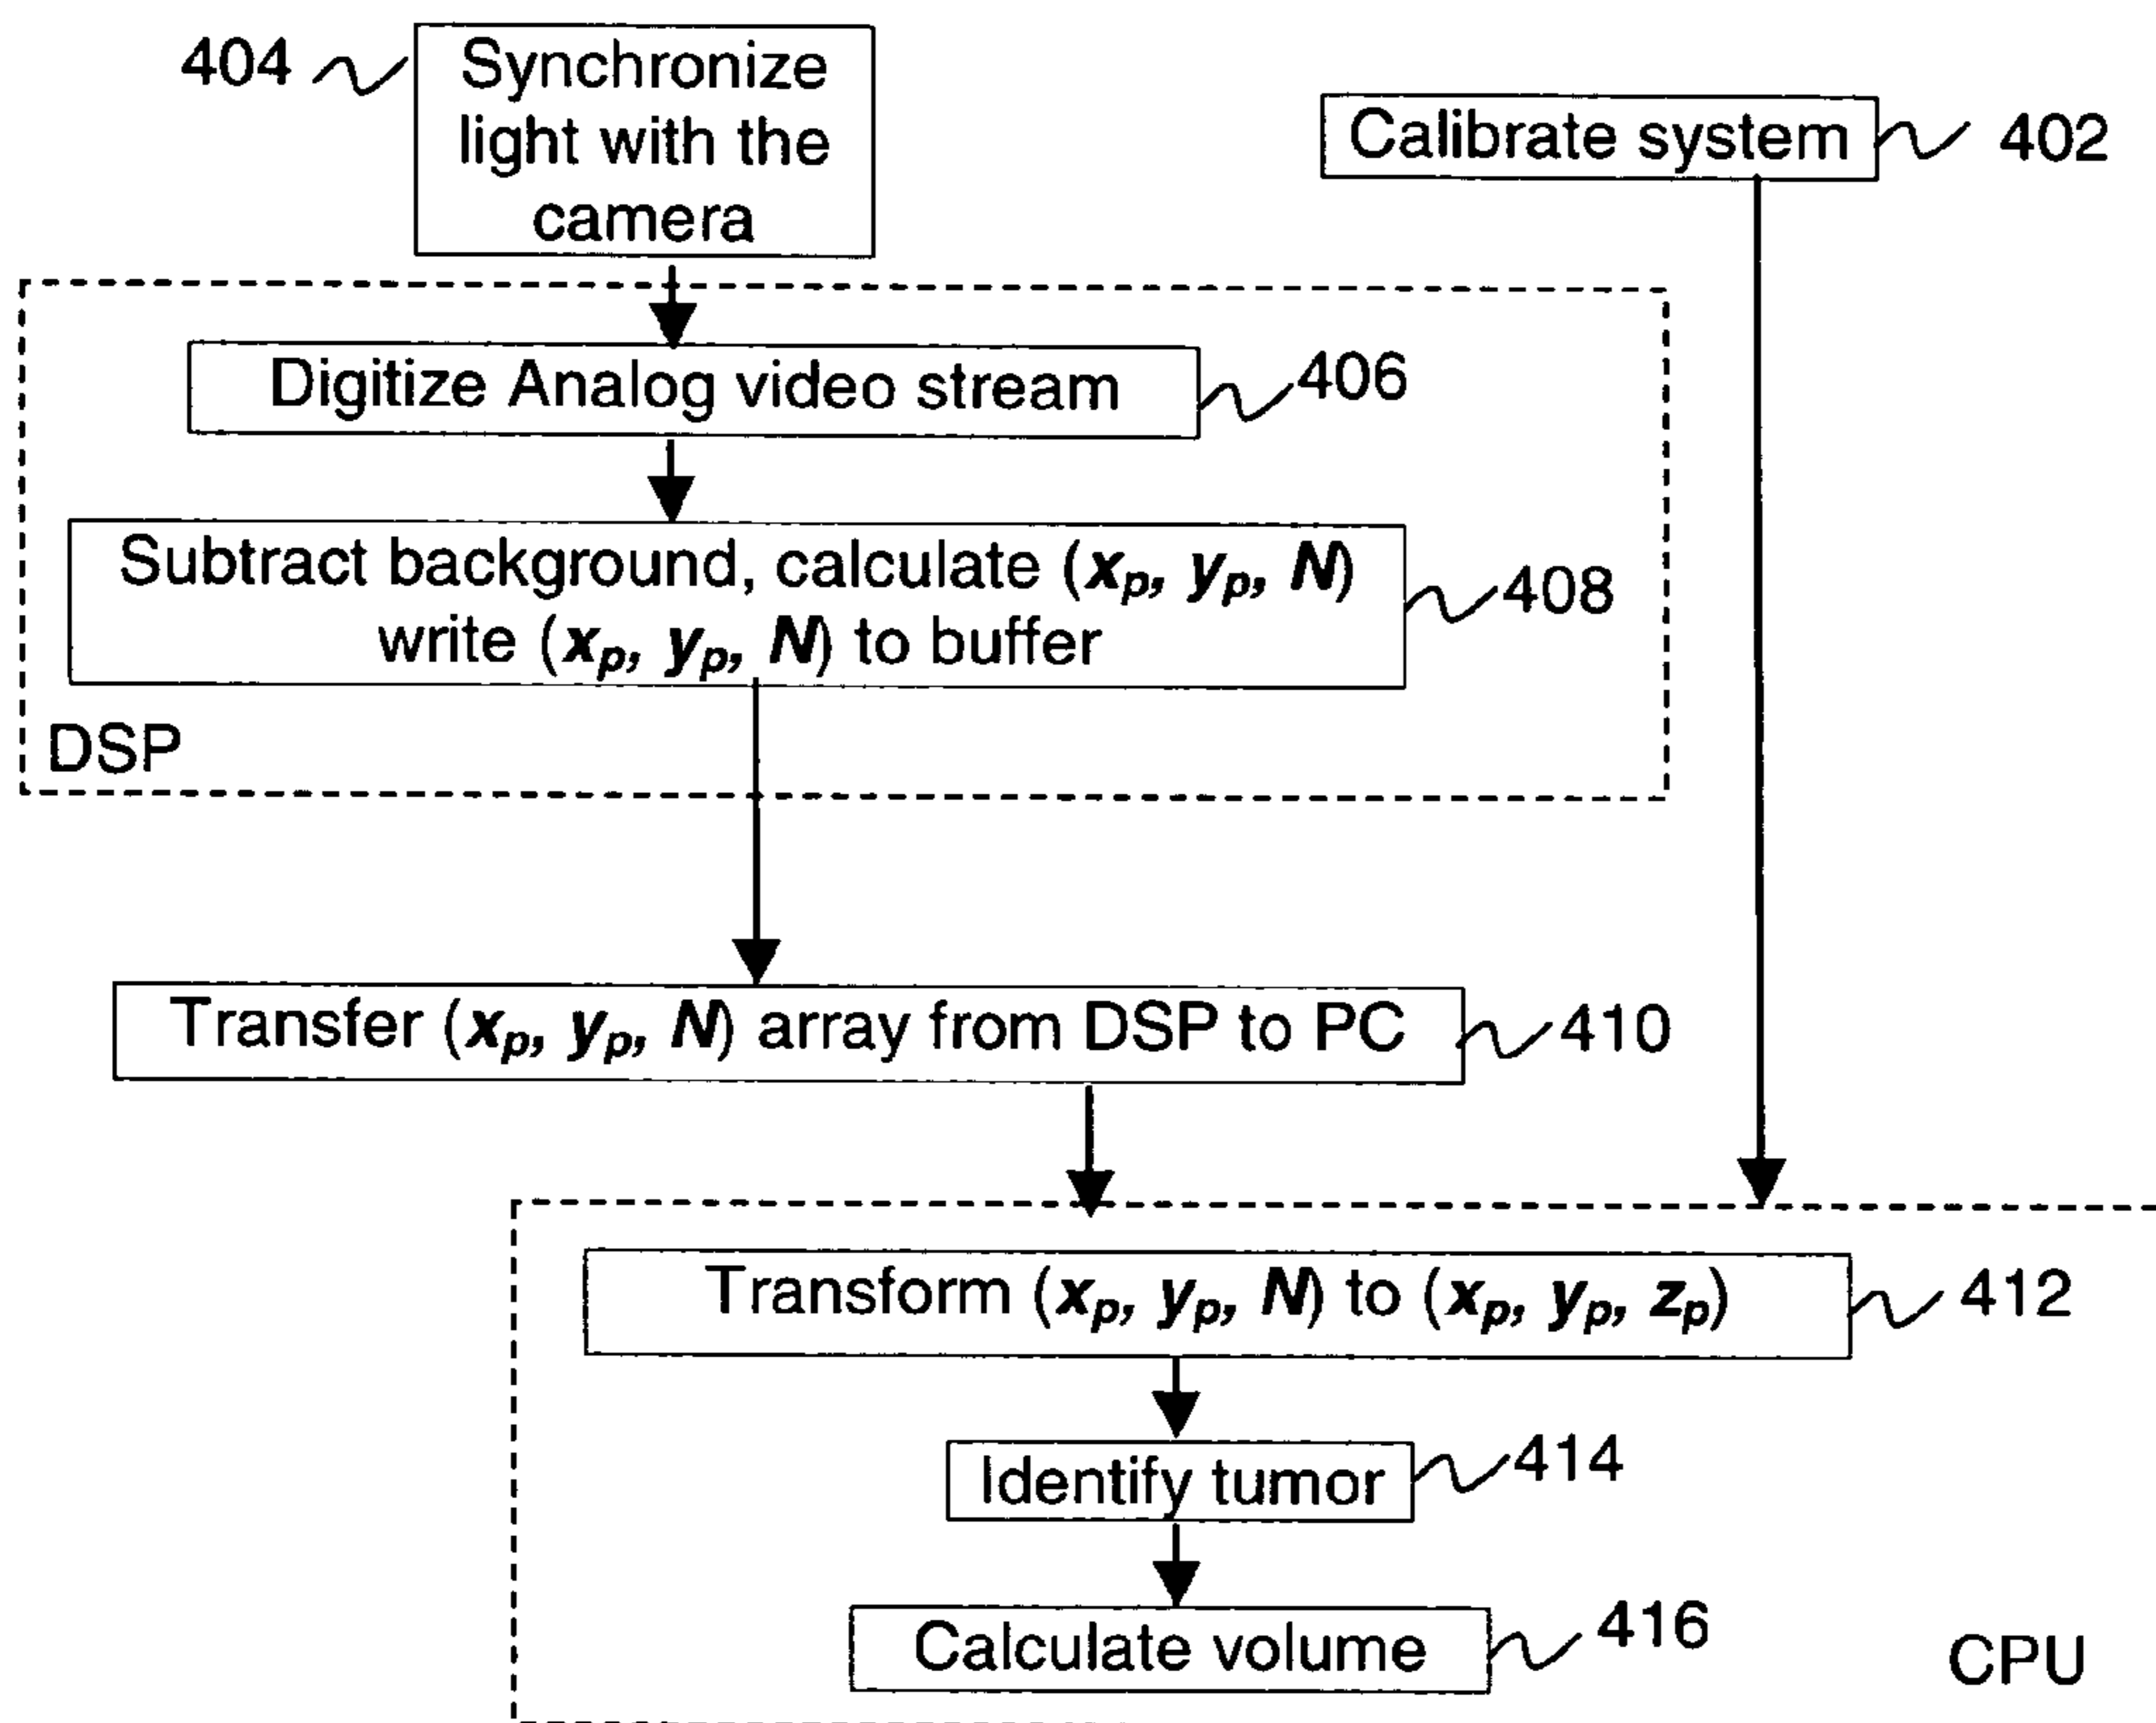 404
Synchronize
light with the
camera
Calibrate system
402
Digitize Analog video stream
406
Subtract background, calculate (xp, yp, N)
write (xp, yp, N) to buffer
408
DSP
Transfer (xp, yp, N) array from DSP to PC
410
Transform (xp, yp, N) to (xp, yp, zp)
412
Identify tumor
414
Calculate volume
416
CPU